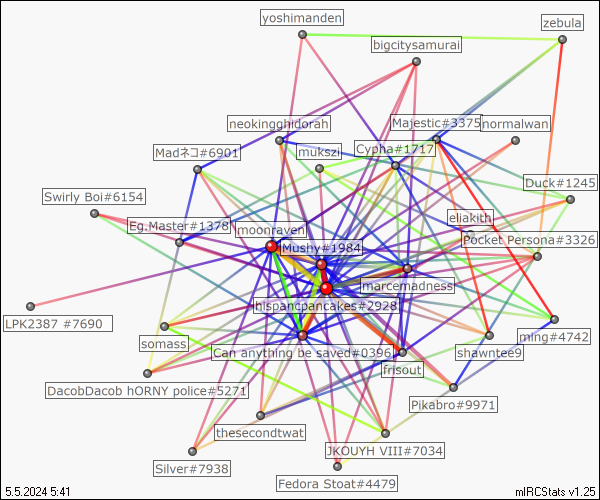 yoshimanden
zebula
bigcitysamurai
neokingghidorah
Majestic#3375
normalwan
Cypha#1717
mukszi
Madネコ#6901
Duck#1245
Swirly Boi#6154
eliakith
Eg.Master#1378
moonraven
Pocket Persona#3326
Mushy#1984
marcemadness
hispancpancakes#2928
LPK2387 #7690
somass
ming#4742
Can anything be saved#0396
shawntee9
frisout
DacobDacob hORNY police#5271
Pikabro#9971
thesecondtwat
JKOUYH VIII#7034
Silver#7938
Fedora Stoat#4479
5.5.2024 5:41
mIRCStats v1.25